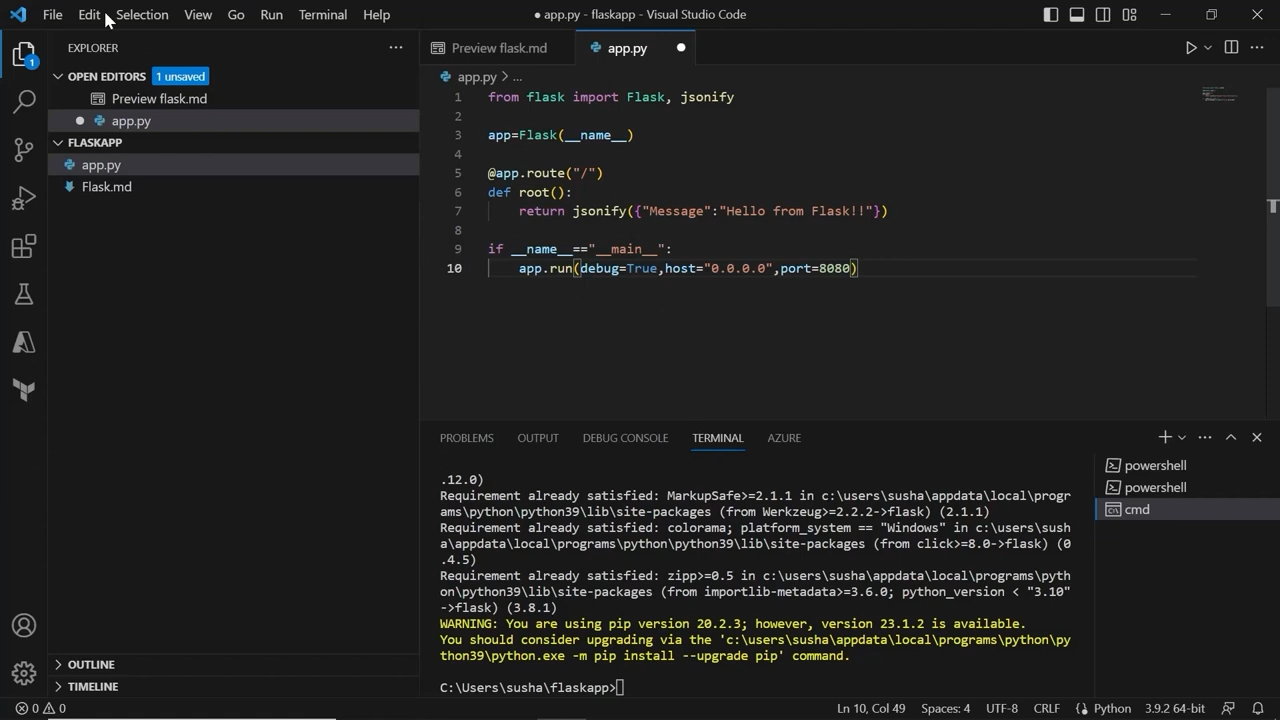 File Edit Selection View Go Run Terminal Help
● app.py - flaskapp - Visual Studio Code
1
EXPLORER
OPEN EDITORS 1 unsaved
Preview flask.md
app.py
FLASKAPP
app.py
Flask.md
OUTLINE
TIMELINE
Preview flask.md
app.py
app.py > ...
1 from flask import Flask, jsonify
2
3 app=Flask(__name__)
4
5 @app.route("/")
6 def root():
7 return jsonify({"Message":"Hello from Flask!!"})
8
9 if __name__=="__main__":
10 app.run(debug=True,host="0.0.0.0",port=8080)
PROBLEMS OUTPUT DEBUG CONSOLE TERMINAL AZURE
.12.0)
Requirement already satisfied: MarkupSafe>=2.1.1 in c:\users\susha\appdata\local\progr
ams\python\python39\lib\site-packages (from Werkzeug>=2.2.2->flask) (2.1.1)
Requirement already satisfied: colorama; platform_system == "Windows" in c:\users\sush
a\appdata\local\programs\python\python39\lib\site-packages (from click>=8.0->flask) (0
.4.5)
Requirement already satisfied: zipp>=0.5 in c:\users\susha\appdata\local\programs\pyth
on\python39\lib\site-packages (from importlib-metadata>=3.6.0; python_version < "3.10"
->flask) (3.8.1)
WARNING: You are using pip version 20.2.3; however, version 23.1.2 is available.
You should consider upgrading via the 'c:\users\susha\appdata\local\programs\python\py
thon39\python.exe -m pip install --upgrade pip' command.
C:\Users\susha\flaskapp>
powershell
powershell
cmd
0 0
Ln 10, Col 49 Spaces: 4 UTF-8 CRLF Python 3.9.2 64-bit